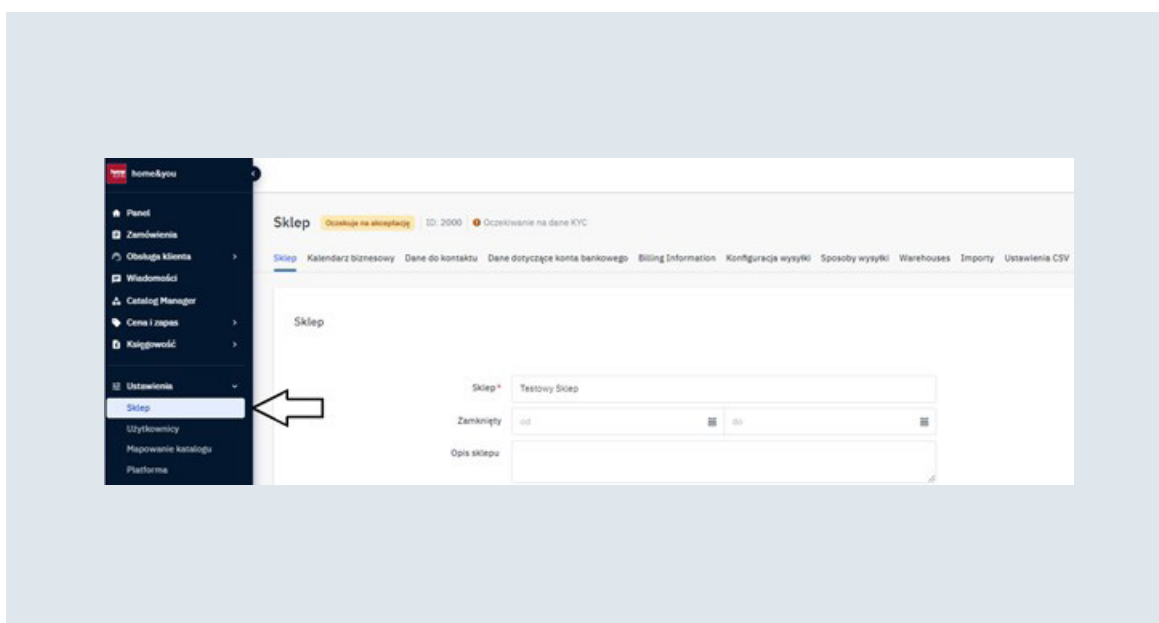 home&you
Panel
Zamówienia
Obsługa klienta
Wiadomości
Catalog Manager
Cena i zapas
Księgowość
Ustawienia
Sklep
Użytkownicy
Mapowanie katalogu
Platforma
Sklep Oczekuje na akceptację ID: 2000 Oczekiwanie na dane KYC
Sklep Kalendarz biznesowy Dane do kontaktu Dane dotyczące konta bankowego Billing Information Konfiguracja wysyłki Sposoby wysyłki Warehouses Importy Ustawienia CSV
Sklep
Sklep* Testowy Sklep
Zamknięty od do
Opis sklepu